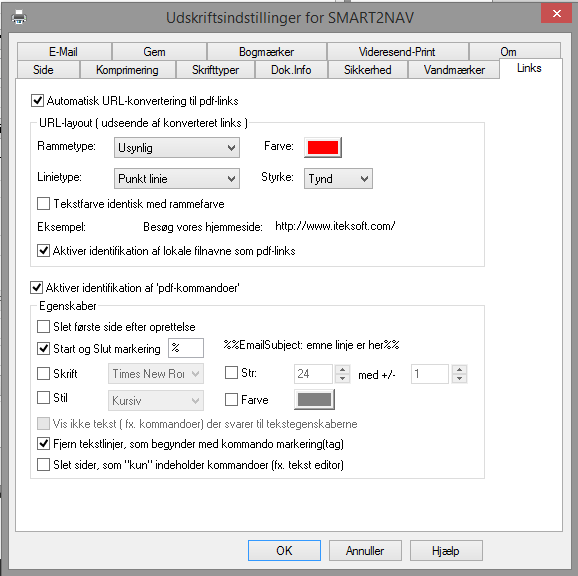 Udskriftsindstillinger for SMART2NAV
E-Mail Gem Bogmærker Videresend-Print Om
Side Komprimering Skrifttyper Dok.Info Sikkerhed Vandmærker Links
Automatisk URL-konvertering til pdf-links
URL-layout ( udseende af konverteret links )
Rammetype: Usynlig Farve:
Linietype: Punkt linie Styrke: Tynd
Tekstfarve identisk med rammefarve
Eksempel: Besøg vores hjemmeside: http://www.iteksoft.com/
Aktiver identifikation af lokale filnavne som pdf-links
Aktiver identifikation af 'pdf-kommandoer'
Egenskaber
Slet første side efter oprettelse
Start og Slut markering % %%EmailSubject: emne linje er her%%
Skrift Times New Ror Str: 24 med +/- 1
Stil Kursiv Farve
Vis ikke tekst ( fx. kommandoer) der svarer til tekstegenskaberne
Fjern tekstlinjer, som begynder med kommando markering(tag)
Slet sider, som "kun" indeholder kommandoer (fx. tekst editor)
OK Annuller Hjælp